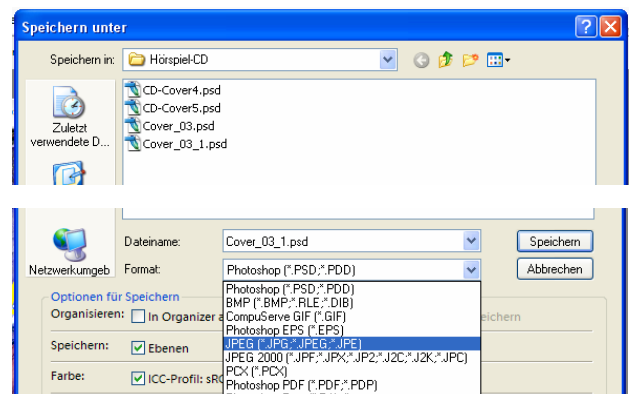 Speichern unter
Speichern in:
Hörspiel-CD
CD-Cover4.psd
CD-Cover5.psd
Cover_03.psd
Cover_03_1.psd
Zuletzt
verwendete D...
Netzwerkumgeb
Dateiname:
Cover_03_1.psd
Speichern
Format:
Photoshop (*.PSD;*.PDD)
Abbrechen
Photoshop (*.PSD;*.PDD)
BMP (*.BMP;*.RLE;*.DIB)
CompuServe GIF (*.GIF)
Photoshop EPS (*.EPS)
JPEG (*.JPG;*.JPEG;*.JPE)
JPEG 2000 (*.JPF;*.JPX;*.JP2;*.J2C;*.J2K;*.JPC)
PCX (*.PCX)
Photoshop PDF (*.PDF;*.PDP)
Optionen für Speichern
Organisieren:
In Organizer a
eichern
Speichern:
Ebenen
Farbe:
ICC-Profil: sR